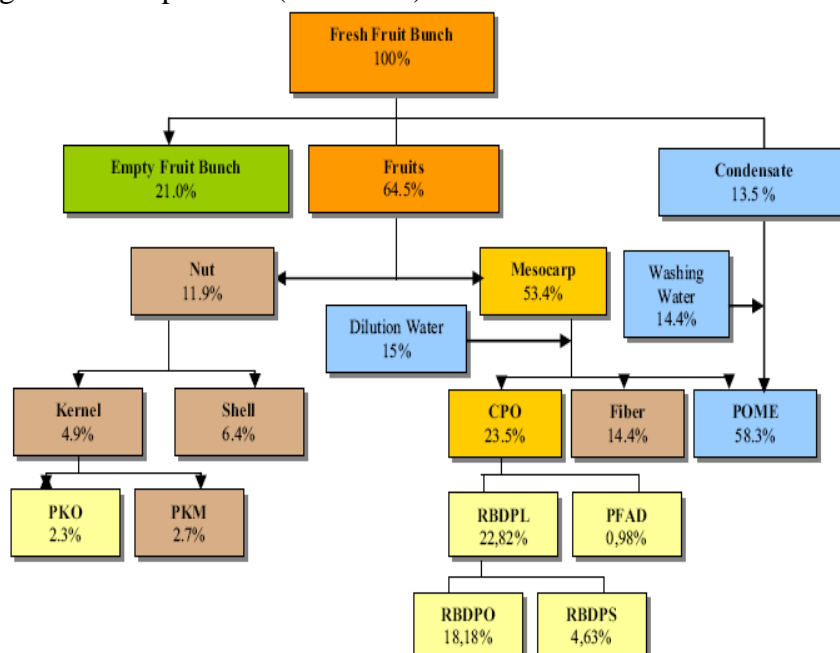 Fresh Fruit Bunch
100%
Empty Fruit Bunch
21.0%
Fruits
64.5%
Condensate
13.5 %
Nut
11.9%
Mesocarp
53.4%
Washing
Water
14.4%
Dilution Water
15%
Kernel
4.9%
Shell
6.4%
CPO
23.5%
Fiber
14.4%
POME
58.3%
PKO
2.3%
PKM
2.7%
RBDPL
22,82%
PFAD
0,98%
RBDPO
18,18%
RBDPS
4,63%